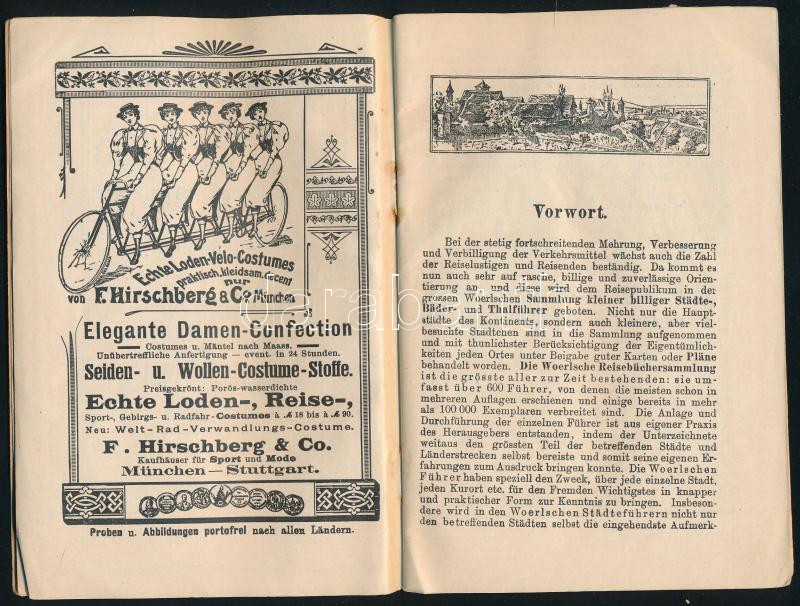 Echte Loden-Velo-Costumes
praktisch, kleidsam, decent
nur
von F. Hirschberg & Co München
Elegante Damen-Confection
Costumes u. Mäntel nach Maass.
Unübertreffliche Anfertigung — event. in 24 Stunden.
Seiden- u. Wollen-Costume-Stoffe.
Preisgekrönt: Porös-wasserdichte
Echte Loden-, Reise-,
Sport-, Gebirgs- u. Radfahr-Costumes à ℳ 18 bis à ℳ 90.
Neu: Welt-Rad-Verwandlungs-Costume.
F. Hirschberg & Co.
Kaufhäuser für Sport und Mode
München — Stuttgart.
Proben u. Abbildungen portofrei nach allen Ländern.
Vorwort.
Bei der stetig fortschreitenden Mehrung, Verbesserung
und Verbilligung der Verkehrsmittel wächst auch die Zahl
der Reiselustigen und Reisenden beständig. Da kommt es
nun auch sehr auf rasche, billige und zuverlässige Orien-
tierung an, und diese wird dem Reisepublikum in der
grossen Woerlschen Sammlung kleiner billiger Städte-,
Bäder- und Thalführer geboten. Nicht nur die Haupt-
städte des Kontinents, sondern auch kleinere, aber viel-
besuchte Städtchen sind in die Sammlung aufgenommen
und mit thunlichster Berücksichtigung der Eigentümlich-
keiten jeden Ortes unter Beigabe guter Karten oder Pläne
behandelt worden. Die Woerlsche Reisebüchersammlung
ist die grösste aller zur Zeit bestehenden: sie um-
fasst über 600 Führer, von denen die meisten schon in
mehreren Auflagen erschienen und einige bereits in mehr
als 100 000 Exemplaren verbreitet sind. Die Anlage und
Durchführung der einzelnen Führer ist aus eigener Praxis
des Herausgebers entstanden, indem der Unterzeichnete
weitaus den grössten Teil der betreffenden Städte und
Länderstrecken selbst bereiste und somit seine eigenen Er-
fahrungen zum Ausdruck bringen konnte. Die Woerlschen
Führer haben speziell den Zweck, über jede einzelne Stadt,
jeden Kurort etc. für den Fremden Wichtigstes in knapper
und praktischer Form zur Kenntnis zu bringen. Insbeson-
dere wird in den Woerlschen Städteführern nicht nur
den betreffenden Städten selbst die eingehendste Aufmerk-
darabanth